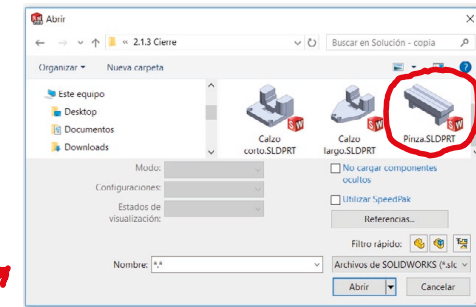 Abrir
« 2.1.3 Cierre
Buscar en Solución - copia
Organizar
Nueva carpeta
Este equipo
Desktop
Documentos
Downloads
Calzo corto.SLDPRT
Calzo largo.SLDPRT
Pinza.SLDPRT
Modo:
Configuraciones:
Estados de visualización:
No cargar componentes ocultos
Utilizar SpeedPak
Referencias...
Filtro rápido:
Nombre: *.*
Archivos de SOLIDWORKS (*.slc
Abrir
Cancelar